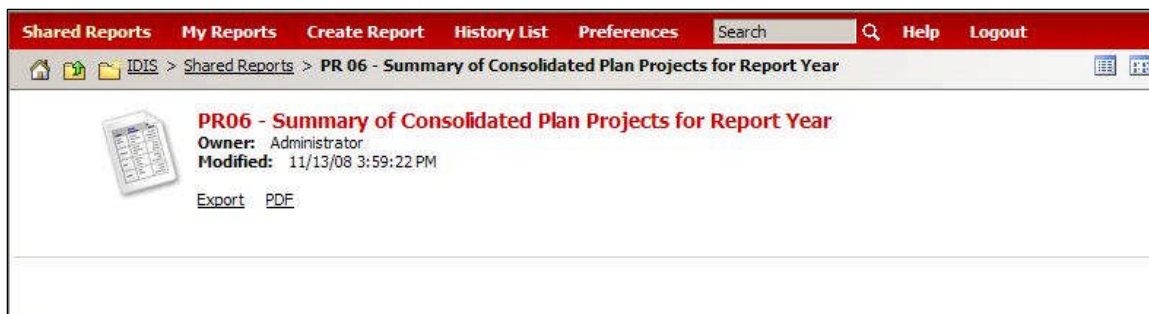 Shared Reports My Reports Create Report History List Preferences Search Help Logout
IDIS > Shared Reports > PR 06 - Summary of Consolidated Plan Projects for Report Year
PR06 - Summary of Consolidated Plan Projects for Report Year
Owner: Administrator
Modified: 11/13/08 3:59:22 PM
Export PDF